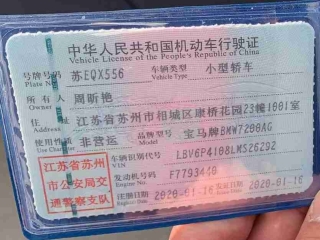 中华人民共和国机动车行驶证
Vehicle License of the People's Republic of China
号牌号码 苏EQX556 车辆类型 小型轿车
Plate No. Vehicle Type
所有人 周昕艳
Owner
住址 江苏省苏州市相城区康桥花园23幢1801室
Address
使用性质 非营运 品牌型号 宝马牌BMW7200AG
Use Character Model
江苏省苏州
市公安局交
通警察支队
车辆识别代号 LBV6P4108LMS26292
VIN
发动机号码 F7793440
Engine No.
注册日期 2020-01-16 发证日期 2020-01-16
Register Date Issue Date